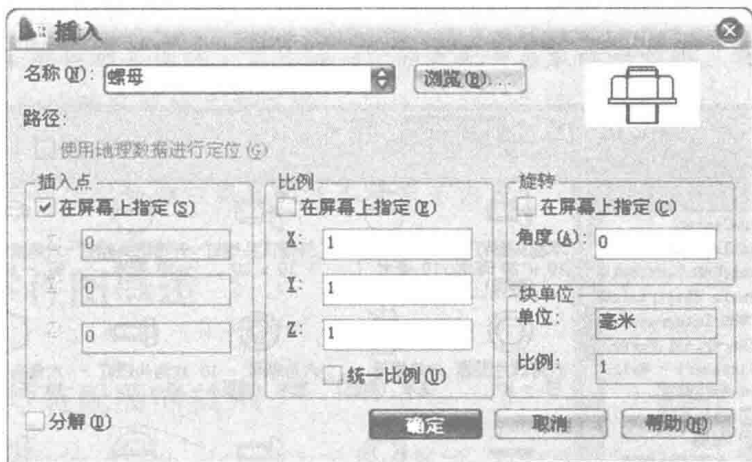 插入
名称(N): 螺母 浏览(B)...
路径:
使用地理数据进行定位(G)
插入点
在屏幕上指定(S)
0
0
Z: 0
比例
在屏幕上指定(E)
X: 1
Y: 1
Z: 1
统一比例(U)
旋转
在屏幕上指定(C)
角度(A): 0
块单位
单位: 毫米
比例: 1
分解(D)
确定 取消 帮助(H)